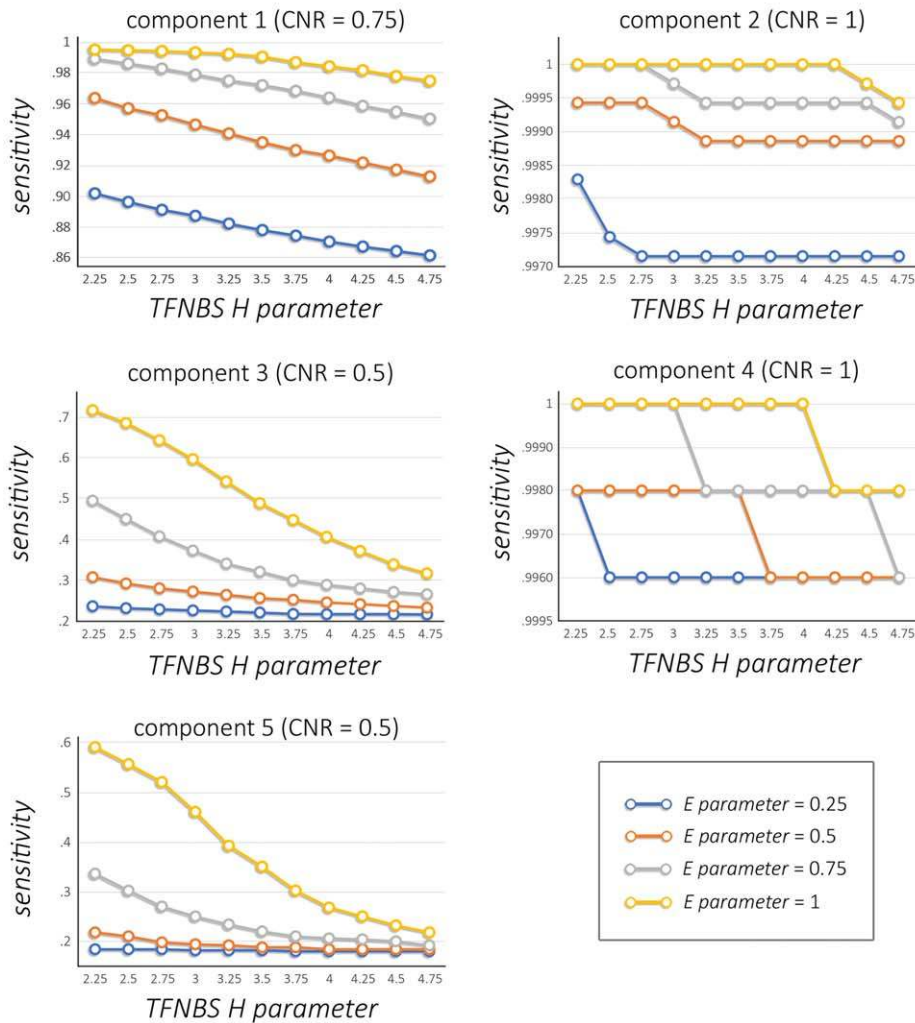 component 1 (CNR = 0.75)
1
.98
.96
.94
.92
.90
.88
.86
sensitivity
2.25 2.5 2.75 3 3.25 3.5 3.75 4 4.25 4.5 4.75
TFNBS H parameter
component 2 (CNR = 1)
1
.9995
.9990
.9985
.9980
.9975
.9970
sensitivity
2.25 2.5 2.75 3 3.25 3.5 3.75 4 4.25 4.5 4.75
TFNBS H parameter
component 3 (CNR = 0.5)
.7
.5
.4
.3
.2
sensitivity
2.25 2.5 2.75 3 3.25 3.5 3.75 4 4.25 4.5 4.75
TFNBS H parameter
component 4 (CNR = 1)
1
.9990
.9980
.9970
.9960
.9995
sensitivity
2.25 2.5 2.75 3 3.25 3.5 3.75 4 4.25 4.5 4.75
TFNBS H parameter
component 5 (CNR = 0.5)
.6
.5
.4
.3
.2
sensitivity
2.25 2.5 2.75 3 3.25 3.5 3.75 4 4.25 4.5 4.75
TFNBS H parameter
E parameter = 0.25
E parameter = 0.5
E parameter = 0.75
E parameter = 1